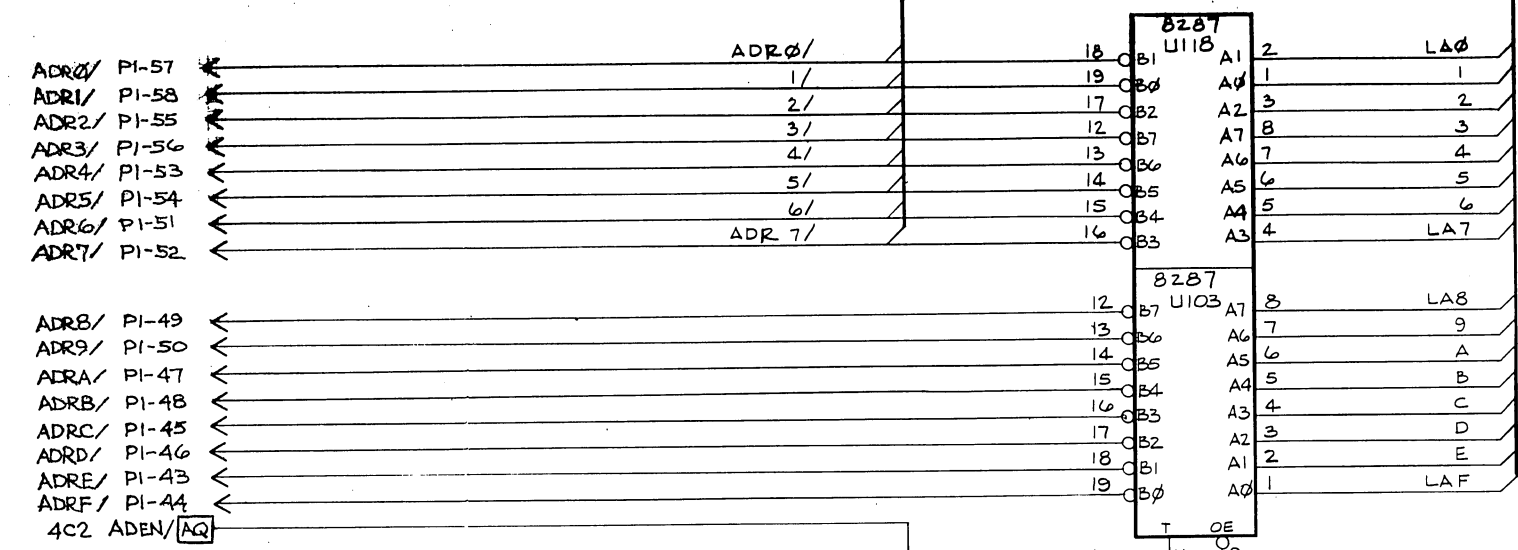 8287
U118
ADRØ/ P1-57 ADRØ/ 18 B1 A1 2 LAØ
ADR1/ P1-58 1/ 19 BØ AØ 1 1
ADR2/ P1-55 2/ 17 B2 A2 3 2
ADR3/ P1-56 3/ 12 B7 A7 8 3
ADR4/ P1-53 4/ 13 B6 A6 7 4
ADR5/ P1-54 5/ 14 B5 A5 6 5
ADR6/ P1-51 6/ 15 B4 A4 5 6
ADR7/ P1-52 ADR 7/ 16 B3 A3 4 LA7
8287
U103
ADR8/ P1-49 12 B7 A7 8 LA8
ADR9/ P1-50 13 B6 A6 7 9
ADRA/ P1-47 14 B5 A5 6 A
ADRB/ P1-48 15 B4 A4 5 B
ADRC/ P1-45 16 B3 A3 4 C
ADRD/ P1-46 17 B2 A2 3 D
ADRE/ P1-43 18 B1 A1 2 E
ADRF/ P1-44 19 BØ AØ 1 LAF
4C2 ADEN/ AQ T OE